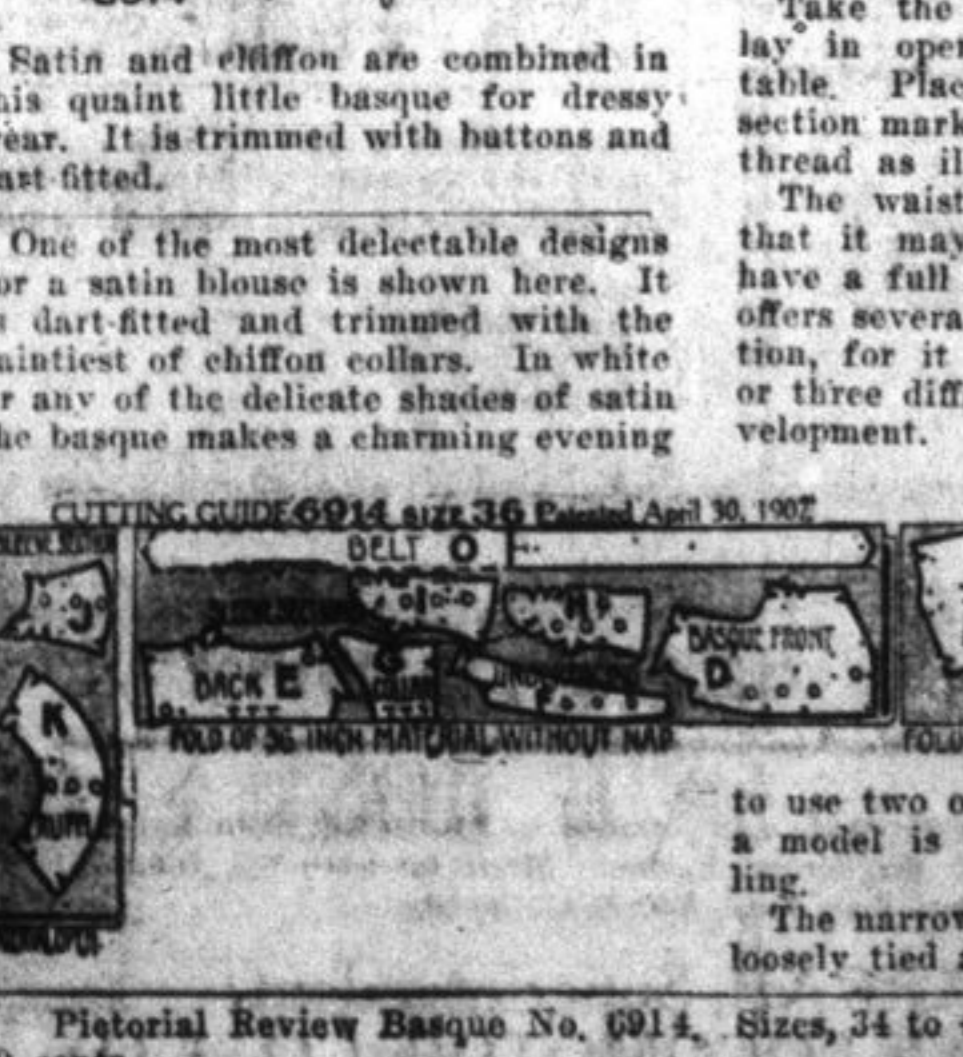 Satin and chiffon are combined in
his quaint little basque for dressy
ear. It is trimmed with buttons and
ast fitted.
One of the most delectable designs
or a satin blouse is shown here. It
s dart-fitted and trimmed with the
aintiest of chiffon collars. In white
r any of the delicate shades of satin
he basque makes a charming evening
Take the
lay in open
table. Plac
section mark
thread as il
The waist
that it may
have a full
offers severa
tion, for it
or three diff
velopment.
CUTTING GUIDE 6914 SIZE 36 Patented April 30, 1907
BELT O
J
I
H
BASQUE FRONT
D
BACK E
G
COLLAR
F
K
FOLD OF 36 INCH MATERIAL WITHOUT NAP
FOLD
to use two o
a model is
ling.
The narrow
loosely tied a
Pictorial Review Basque No. 6914. Sizes, 34 to